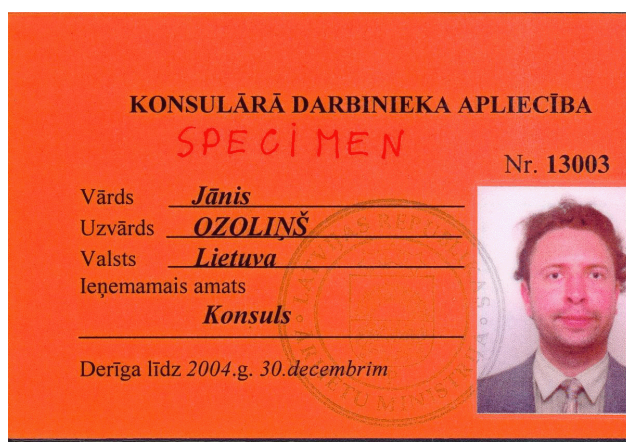 KONSULĀRĀ DARBINIEKA APLIECĪBA
SPECIMEN
Nr. 13003
Vārds Jānis
Uzvārds OZOLIŅŠ
Valsts Lietuva
Ieņemamais amats
Konsuls
Derīga līdz 2004.g. 30.decembrim